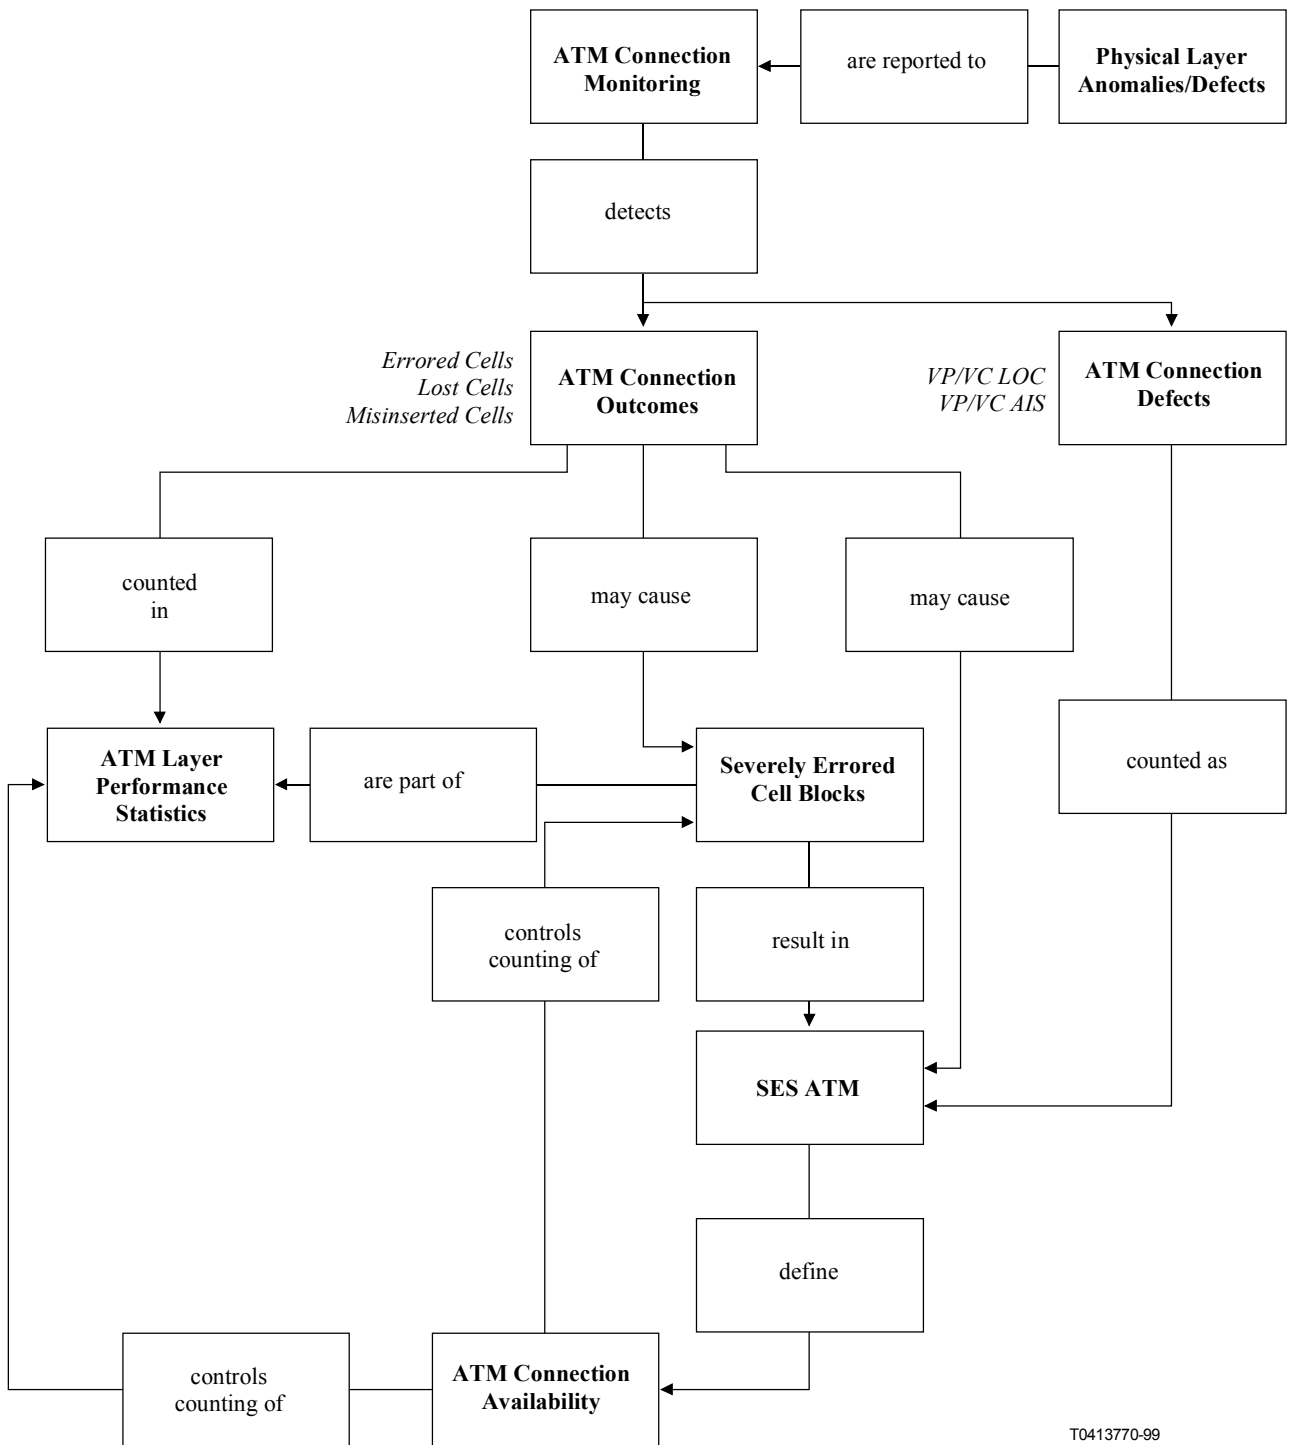 ATM Connection
Monitoring
are reported to
Physical Layer
Anomalies/Defects
detects
Errored Cells
Lost Cells
Misinserted Cells
ATM Connection
Outcomes
VP/VC LOC
VP/VC AIS
ATM Connection
Defects
counted
in
may cause
may cause
ATM Layer
Performance
Statistics
are part of
Severely Errored
Cell Blocks
counted as
controls
counting of
result in
SES ATM
define
controls
counting of
ATM Connection
Availability
T0413770-99